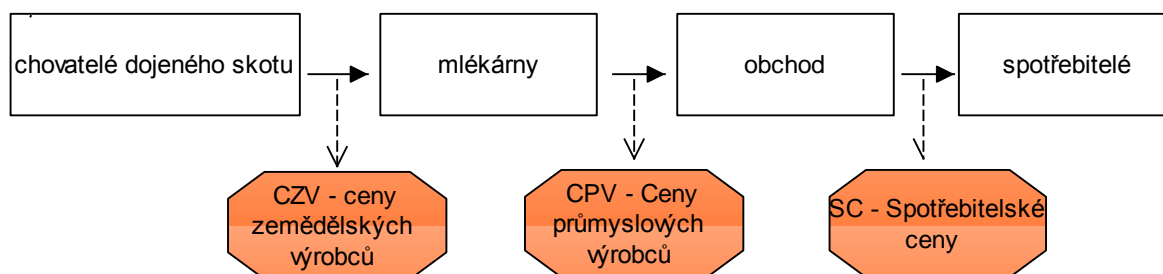 chovatelé dojeného skotu
mlékárny
obchod
spotřebitelé
CZV - ceny
zemědělských
výrobců
CPV - Ceny
průmyslových
výrobců
SC - Spotřebitelské
ceny